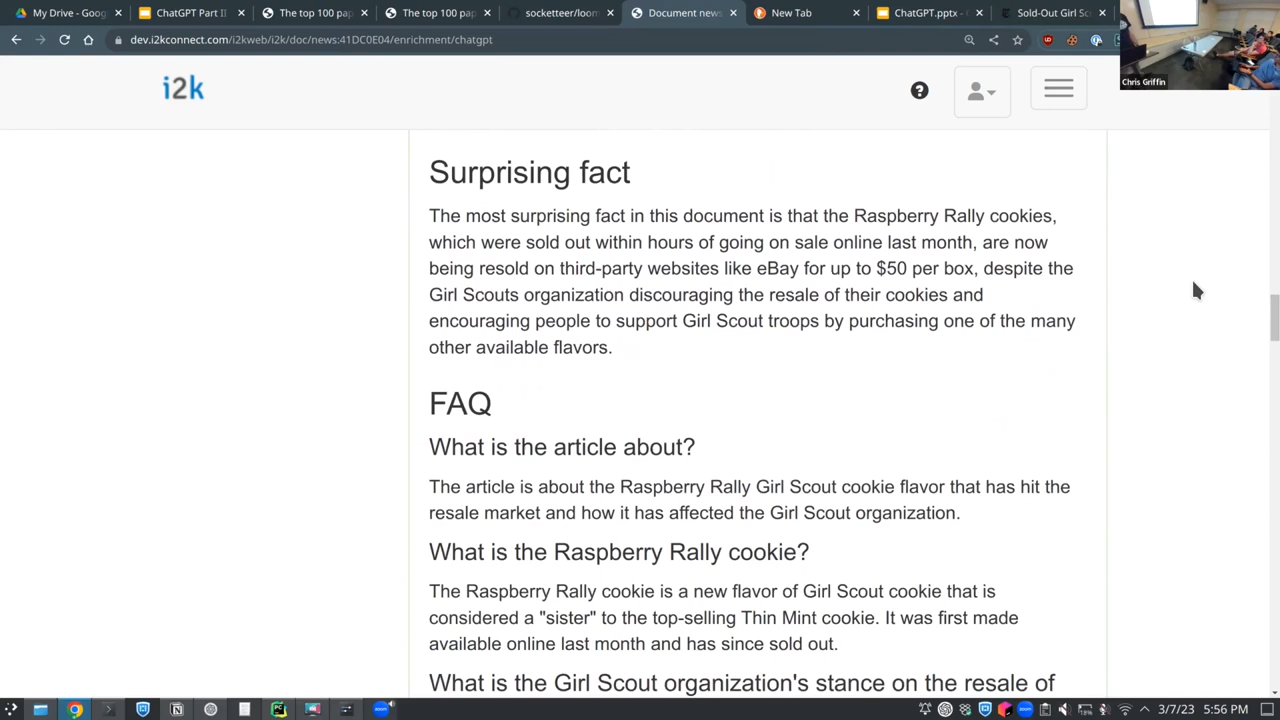 My Drive - Goog
ChatGPT Part II
The top 100 pap
The top 100 pap
socketteer/loom
Document news
New Tab
ChatGPT.pptx - G
Sold-Out Girl Sc
dev.i2kconnect.com/i2kweb/i2k/doc/news:41DC0E04/enrichment/chatgpt
Chris Griffin
i2k
Surprising fact
The most surprising fact in this document is that the Raspberry Rally cookies,
which were sold out within hours of going on sale online last month, are now
being resold on third-party websites like eBay for up to $50 per box, despite the
Girl Scouts organization discouraging the resale of their cookies and
encouraging people to support Girl Scout troops by purchasing one of the many
other available flavors.
FAQ
What is the article about?
The article is about the Raspberry Rally Girl Scout cookie flavor that has hit the
resale market and how it has affected the Girl Scout organization.
What is the Raspberry Rally cookie?
The Raspberry Rally cookie is a new flavor of Girl Scout cookie that is
considered a "sister" to the top-selling Thin Mint cookie. It was first made
available online last month and has since sold out.
What is the Girl Scout organization's stance on the resale of
3/7/23 5:56 PM